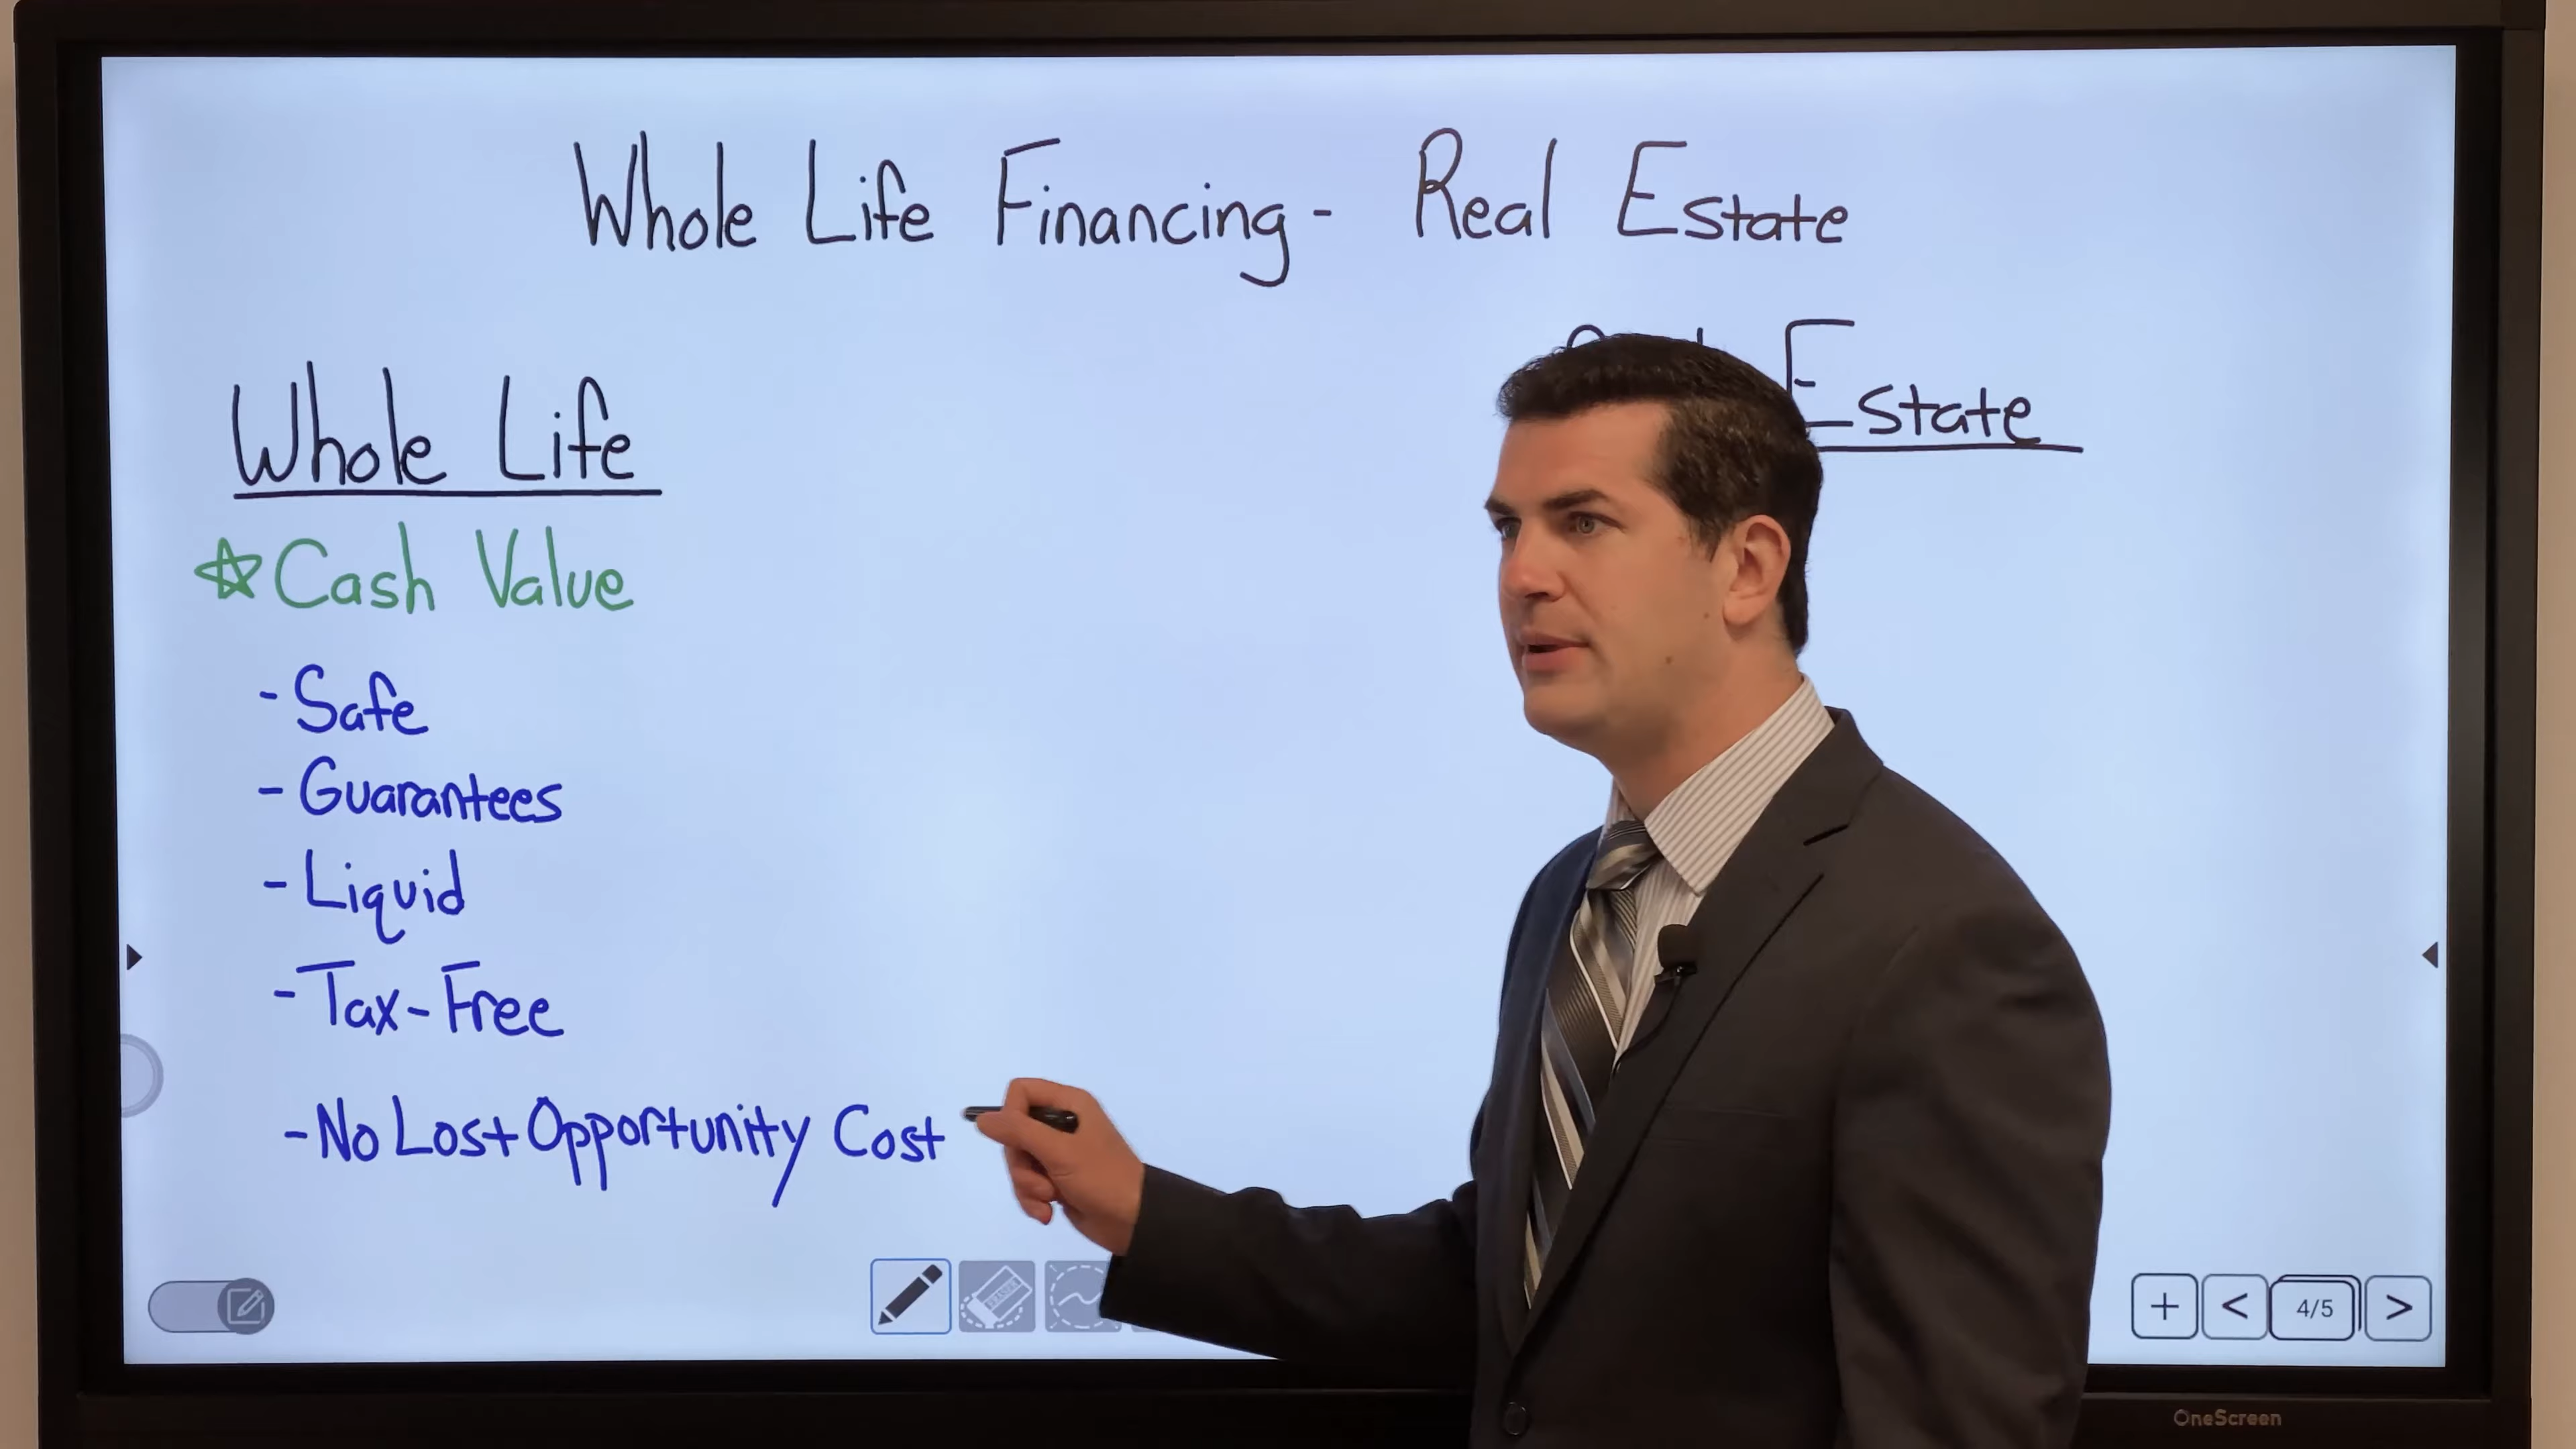 Whole Life Financing - Real Estate
Whole Life
☆ Cash Value
- Safe
- Guarantees
- Liquid
- Tax-Free
- No Lost Opportunity Cost
Estate
ERASER
+ < 4/5 >
OneScreen